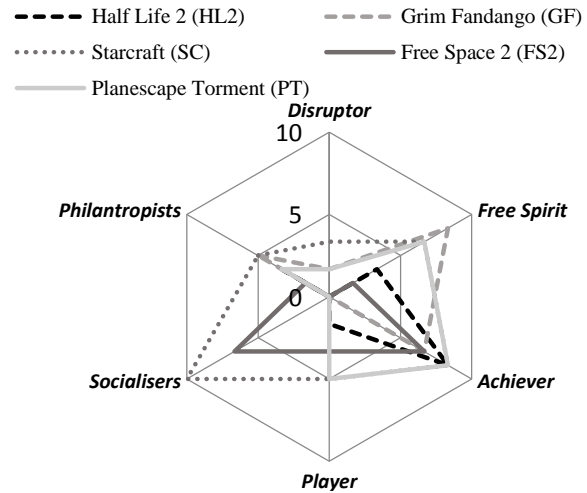 Half Life 2 (HL2) Grim Fandango (GF)
Starcraft (SC) Free Space 2 (FS2)
Planescape Torment (PT)
Disruptor
10
Philantropists Free Spirit
5
0
Socialisers Achiever
Player